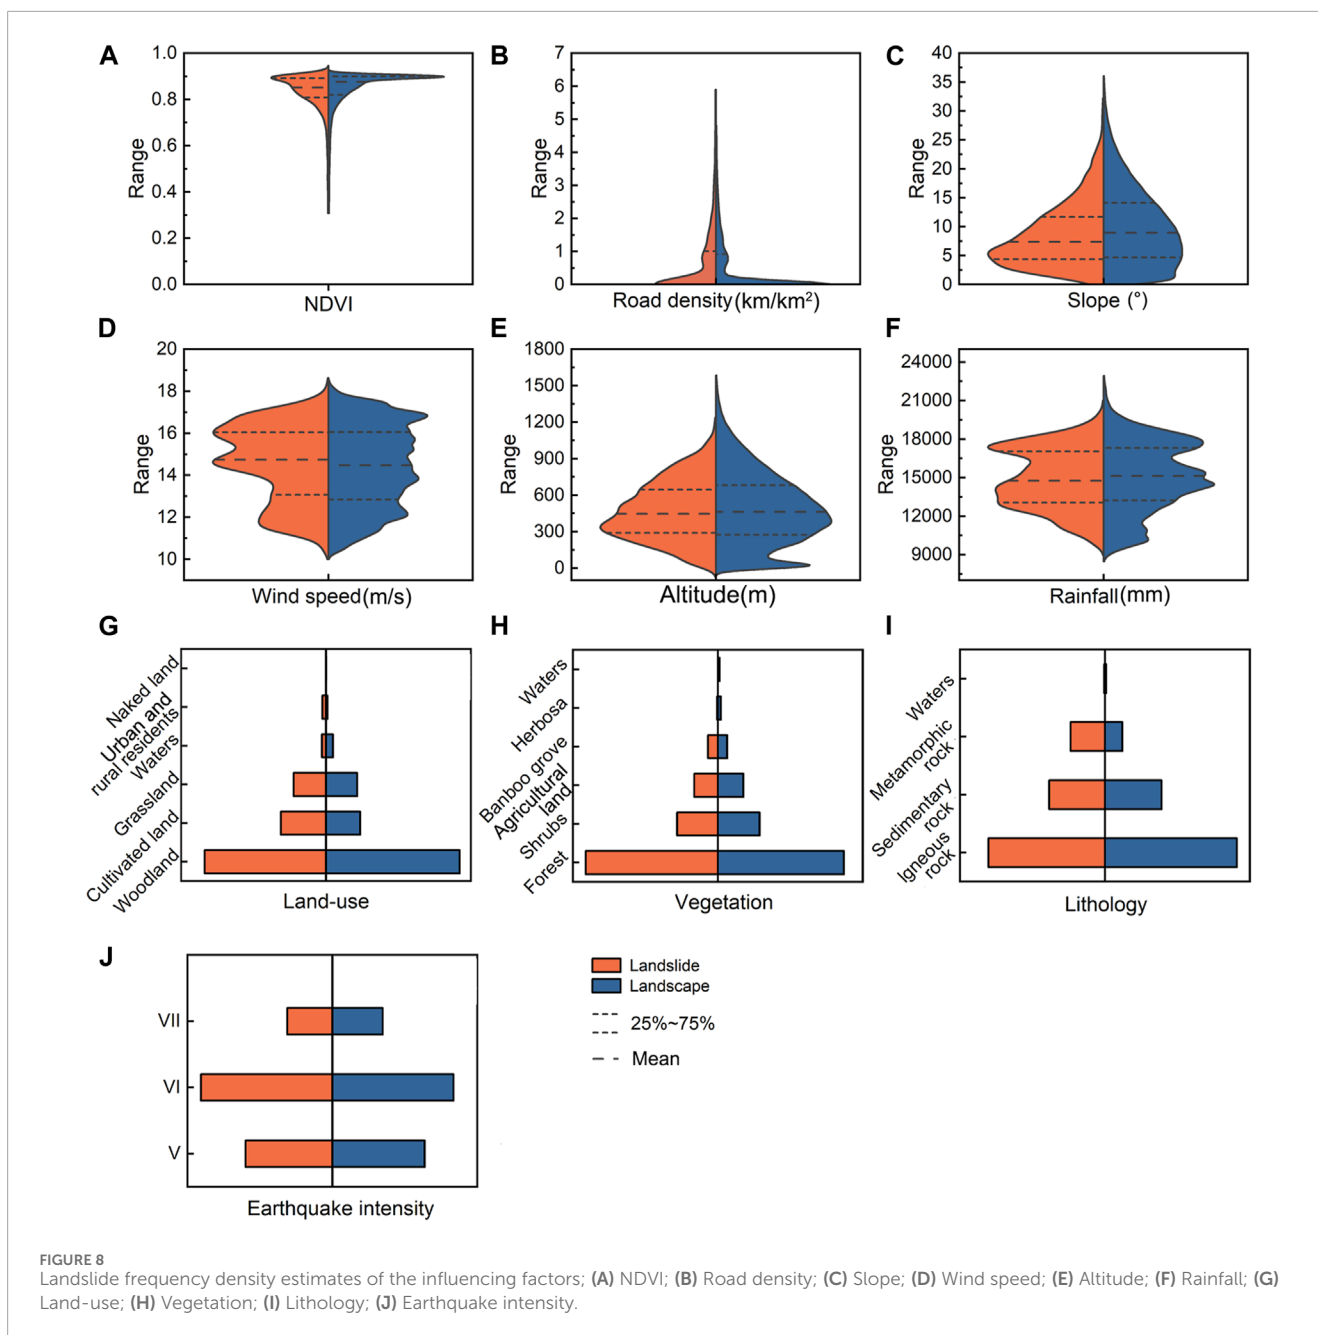 A
1.0
0.8
0.6
0.4
0.2
0.0
Range
NDVI
B
7
6
5
4
3
2
1
0
Range
Road density(km/km²)
C
40
35
30
25
20
15
10
5
0
Range
Slope (°)
D
20
18
16
14
12
10
Range
Wind speed(m/s)
E
1800
1500
1200
900
600
300
0
Range
Altitude(m)
F
24000
21000
18000
15000
12000
9000
Range
Rainfall(mm)
G
Naked land
Urban and
rural residents
Waters
Grassland
Cultivated land
Woodland
Land-use
H
Waters
Herbosa
Banboo grove
Agricultural
land
Shrubs
Forest
Vegetation
I
Waters
Metamorphic
rock
Sedimentary
rock
Igneous
rock
Lithology
J
VII
VI
V
Earthquake intensity
Landslide
Landscape
25%~75%
Mean
FIGURE 8
Landslide frequency density estimates of the influencing factors; (A) NDVI; (B) Road density; (C) Slope; (D) Wind speed; (E) Altitude; (F) Rainfall; (G)
Land-use; (H) Vegetation; (I) Lithology; (J) Earthquake intensity.